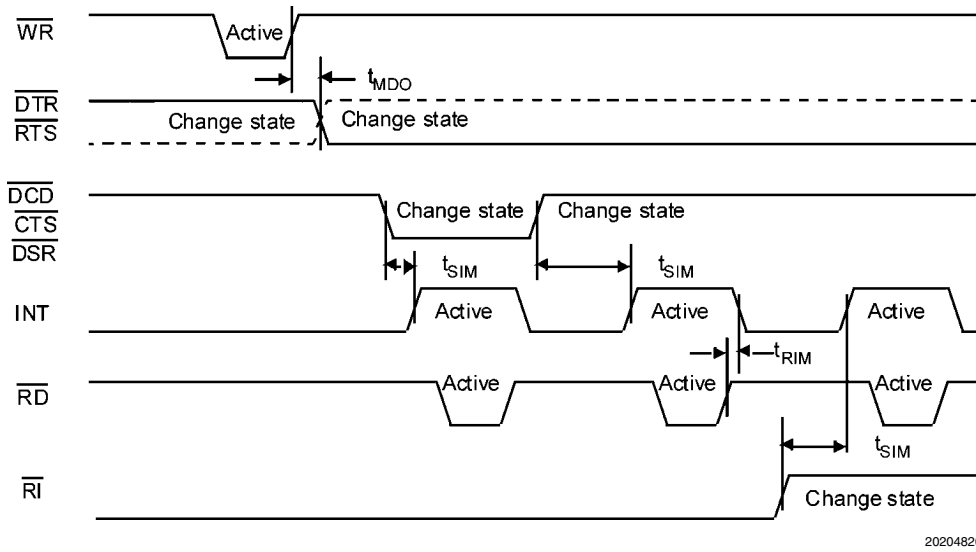 WR
Active
tMDO
DTR
RTS
Change state
Change state
DCD
CTS
DSR
Change state
Change state
tSIM
tSIM
INT
Active
Active
Active
tRIM
RD
Active
Active
Active
tSIM
RI
Change state
2020482